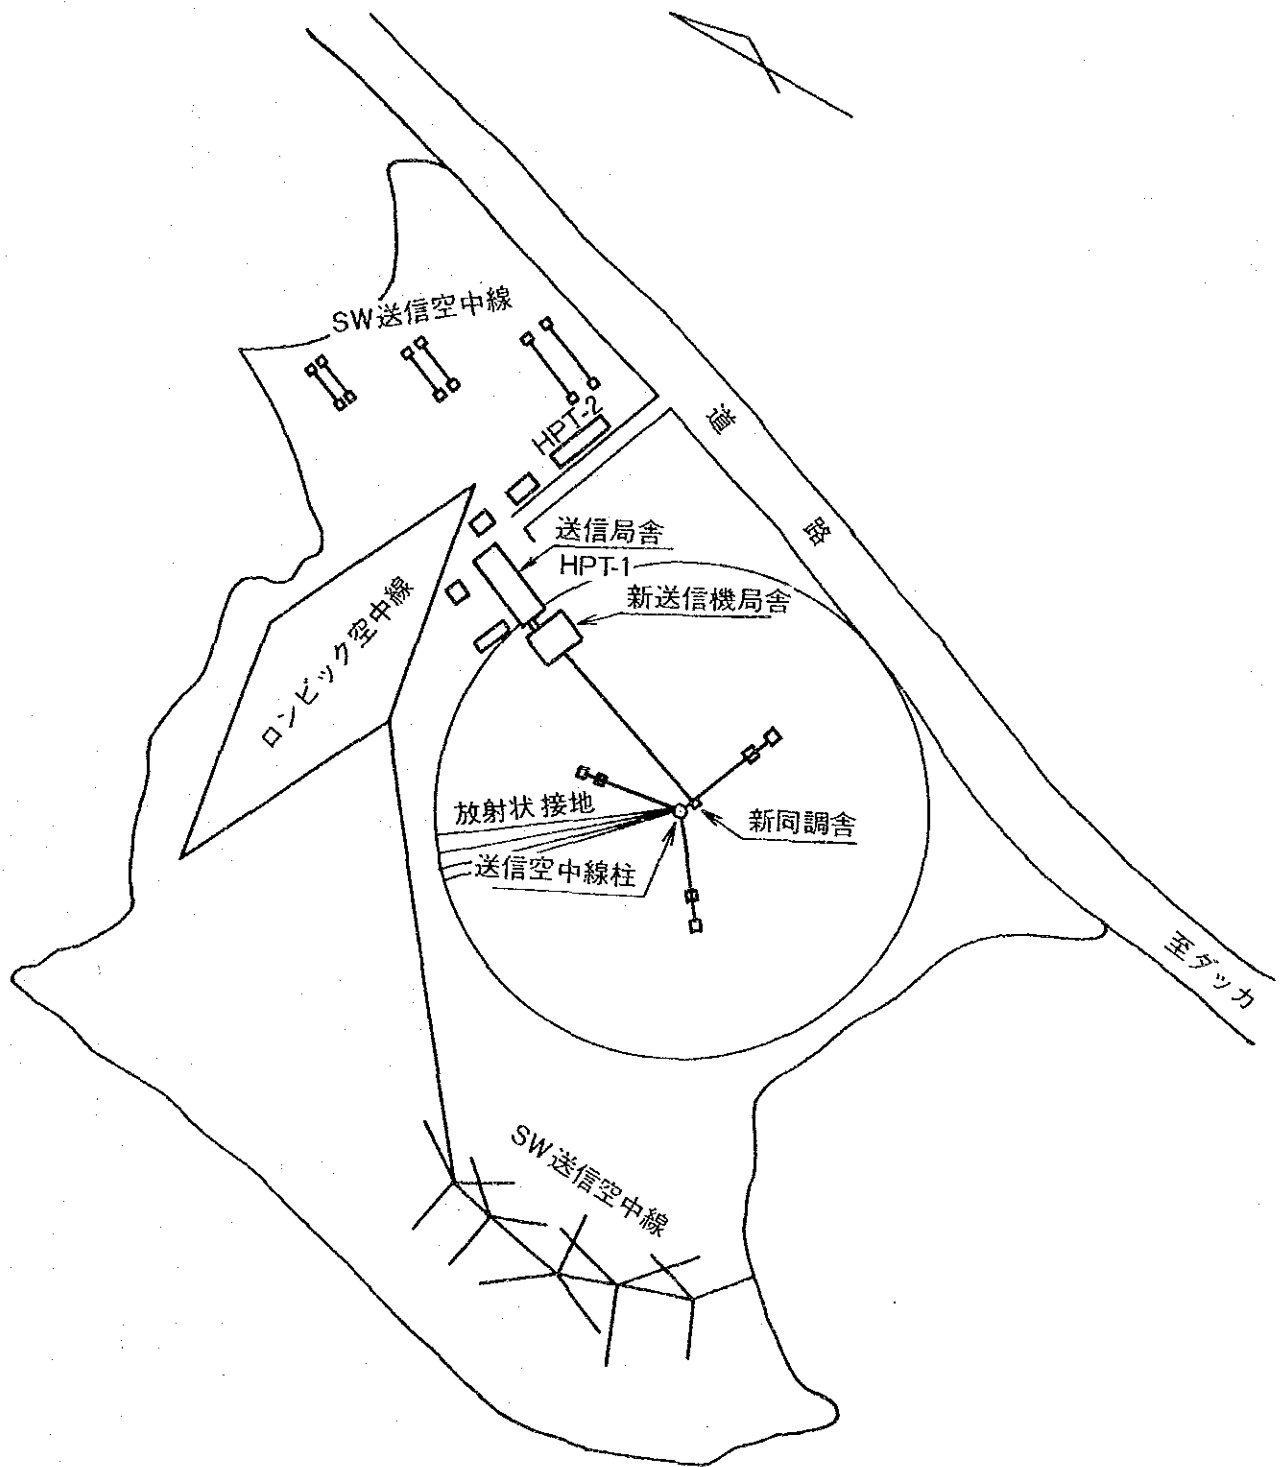 SW送信空中線
HPT-2
道路
送信局舎
HPT-1
新送信機局舎
ロンビック空中線
放射状接地
新同調舎
送信空中線柱
至ダッカ
SW送信空中線